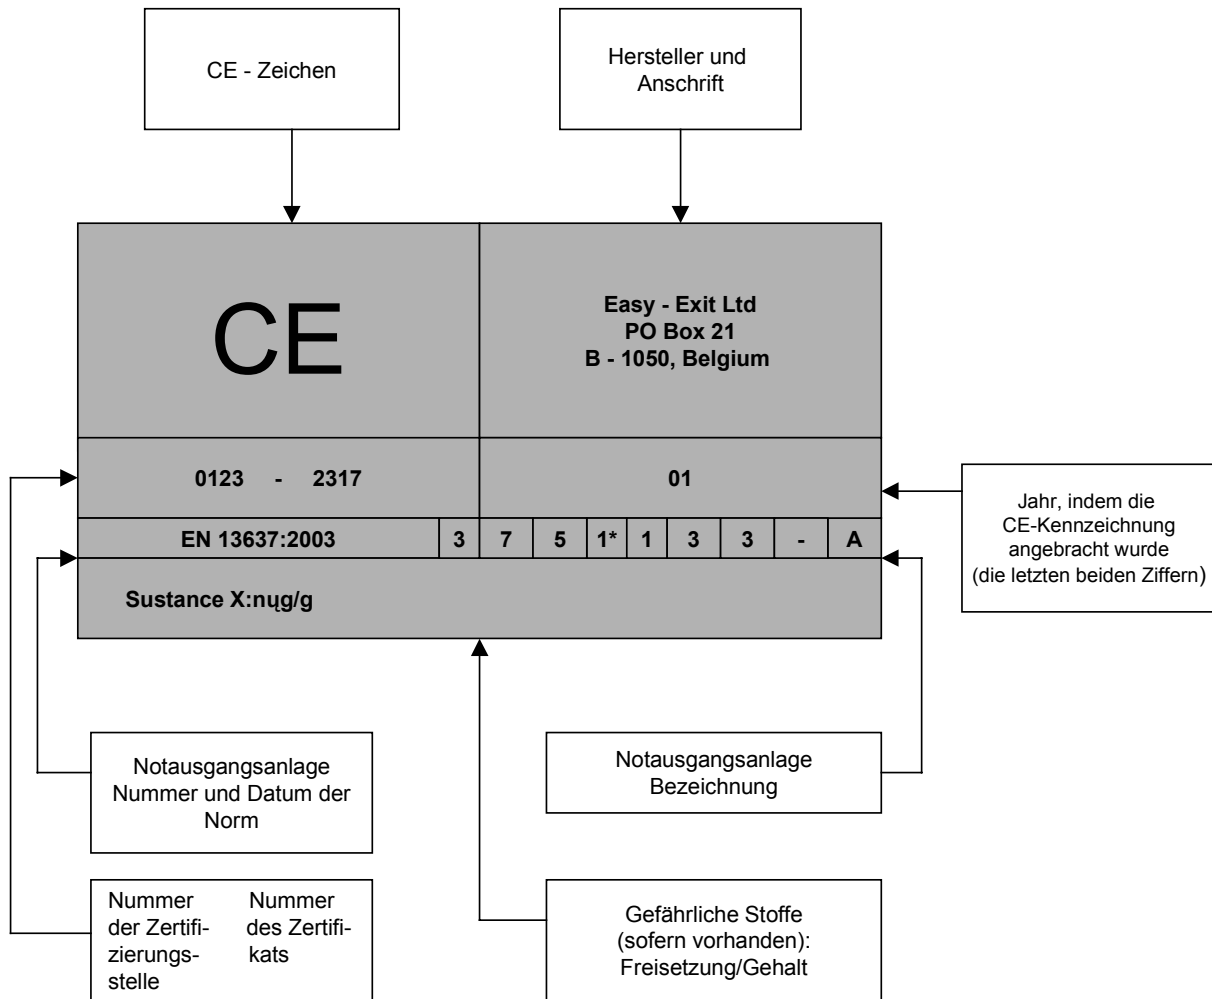 CE - Zeichen
Hersteller und
Anschrift
CE
Easy - Exit Ltd
PO Box 21
B - 1050, Belgium
0123 - 2317
01
Jahr, indem die
CE-Kennzeichnung
angebracht wurde
(die letzten beiden Ziffern)
EN 13637:2003 3 7 5 1* 1 3 3 - A
Sustance X:nųg/g
Notausgangsanlage
Nummer und Datum der
Norm
Notausgangsanlage
Bezeichnung
Nummer
der Zertifi-
zierungs-
stelle
Nummer
des Zertifi-
kats
Gefährliche Stoffe
(sofern vorhanden):
Freisetzung/Gehalt